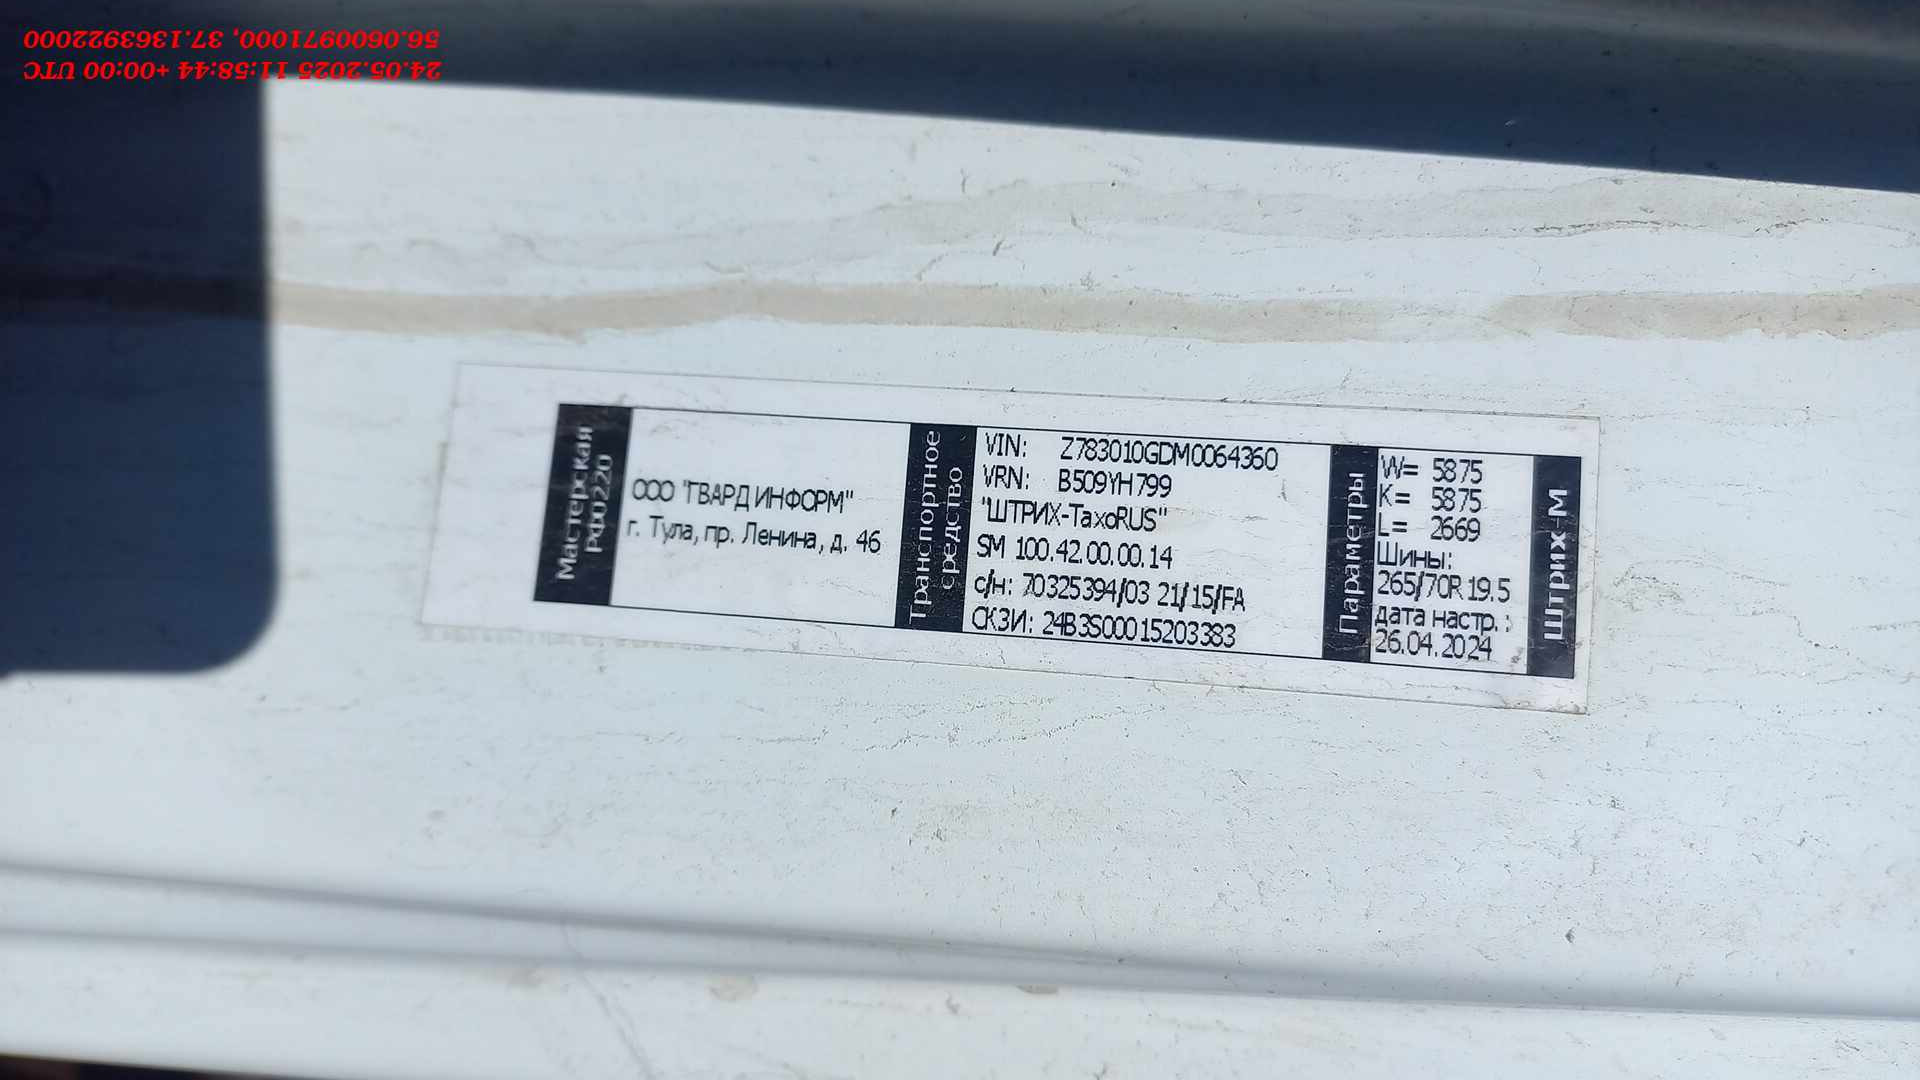 24.05.2025 11:58:44 +00:00 UTC
56.0600971000, 37.1363922000
Мастерская
РФ0220
ООО "ГВАРД ИНФОРМ"
г. Тула, пр. Ленина, д. 46
Транспортное
средство
VIN: Z783010GDM0064360
VRN: В509УН799
"ШТРИХ-ТахоRUS"
SM 100.42.00.00.14
с/н: 70325394/03 21/15/FA
СКЗИ: 24B3S00015203383
Параметры
W= 5875
K= 5875
L= 2669
Шины:
265/70R 19.5
дата настр.:
26.04.2024
Штрих-М